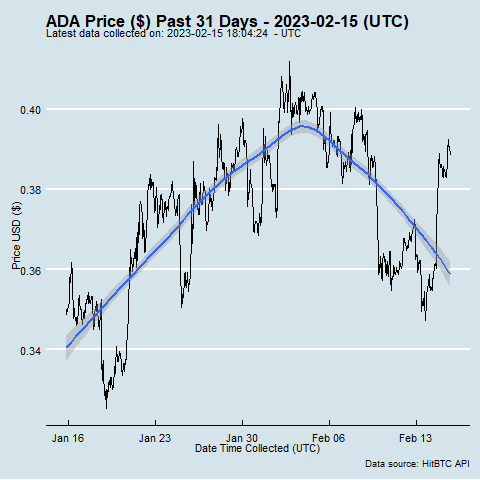 ADA Price ($) Past 31 Days - 2023-02-15 (UTC)
Latest data collected on: 2023-02-15 18:04:24 - UTC
Price USD ($)
0.40
0.38
0.36
0.34
Jan 16 Jan 23 Jan 30 Feb 06 Feb 13
Date Time Collected (UTC)
Data source: HitBTC API